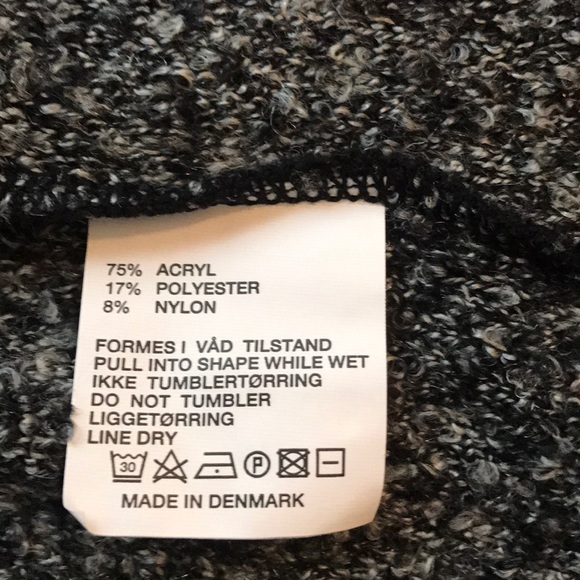 75% ACRYL
17% POLYESTER
8% NYLON
FORMES I VÅD TILSTAND
PULL INTO SHAPE WHILE WET
IKKE TUMBLERTØRRING
DO NOT TUMBLER
LIGGETØRRING
LINE DRY
30 P
MADE IN DENMARK